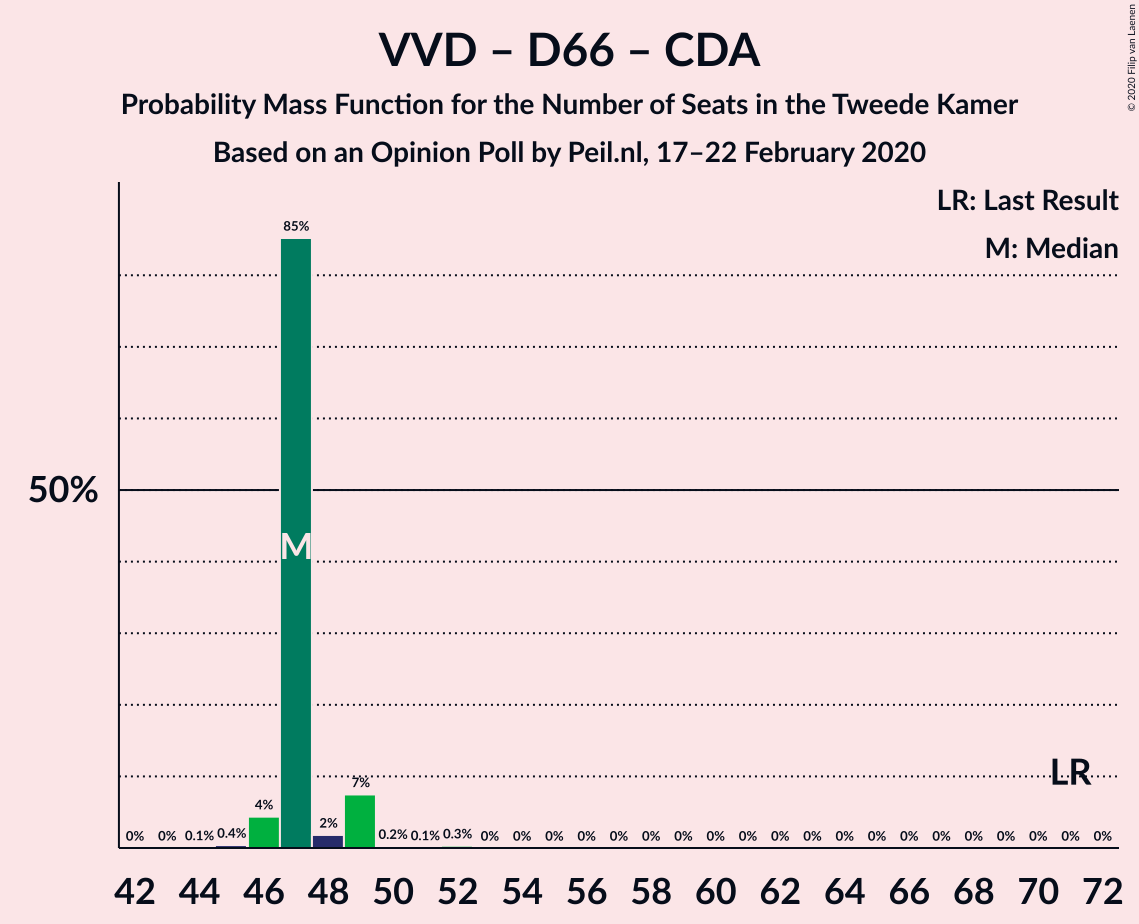 VVD – D66 – CDA
Probability Mass Function for the Number of Seats in the Tweede Kamer
Based on an Opinion Poll by Peil.nl, 17–22 February 2020
© 2020 Filip van Laenen
LR: Last Result
M: Median
85%
50%
M
LR
0% 0% 0.1% 0.4% 4% 2% 7% 0.2% 0.1% 0.3% 0% 0% 0% 0% 0% 0% 0% 0% 0% 0% 0% 0% 0% 0% 0% 0% 0% 0% 0% 0%
42 44 46 48 50 52 54 56 58 60 62 64 66 68 70 72